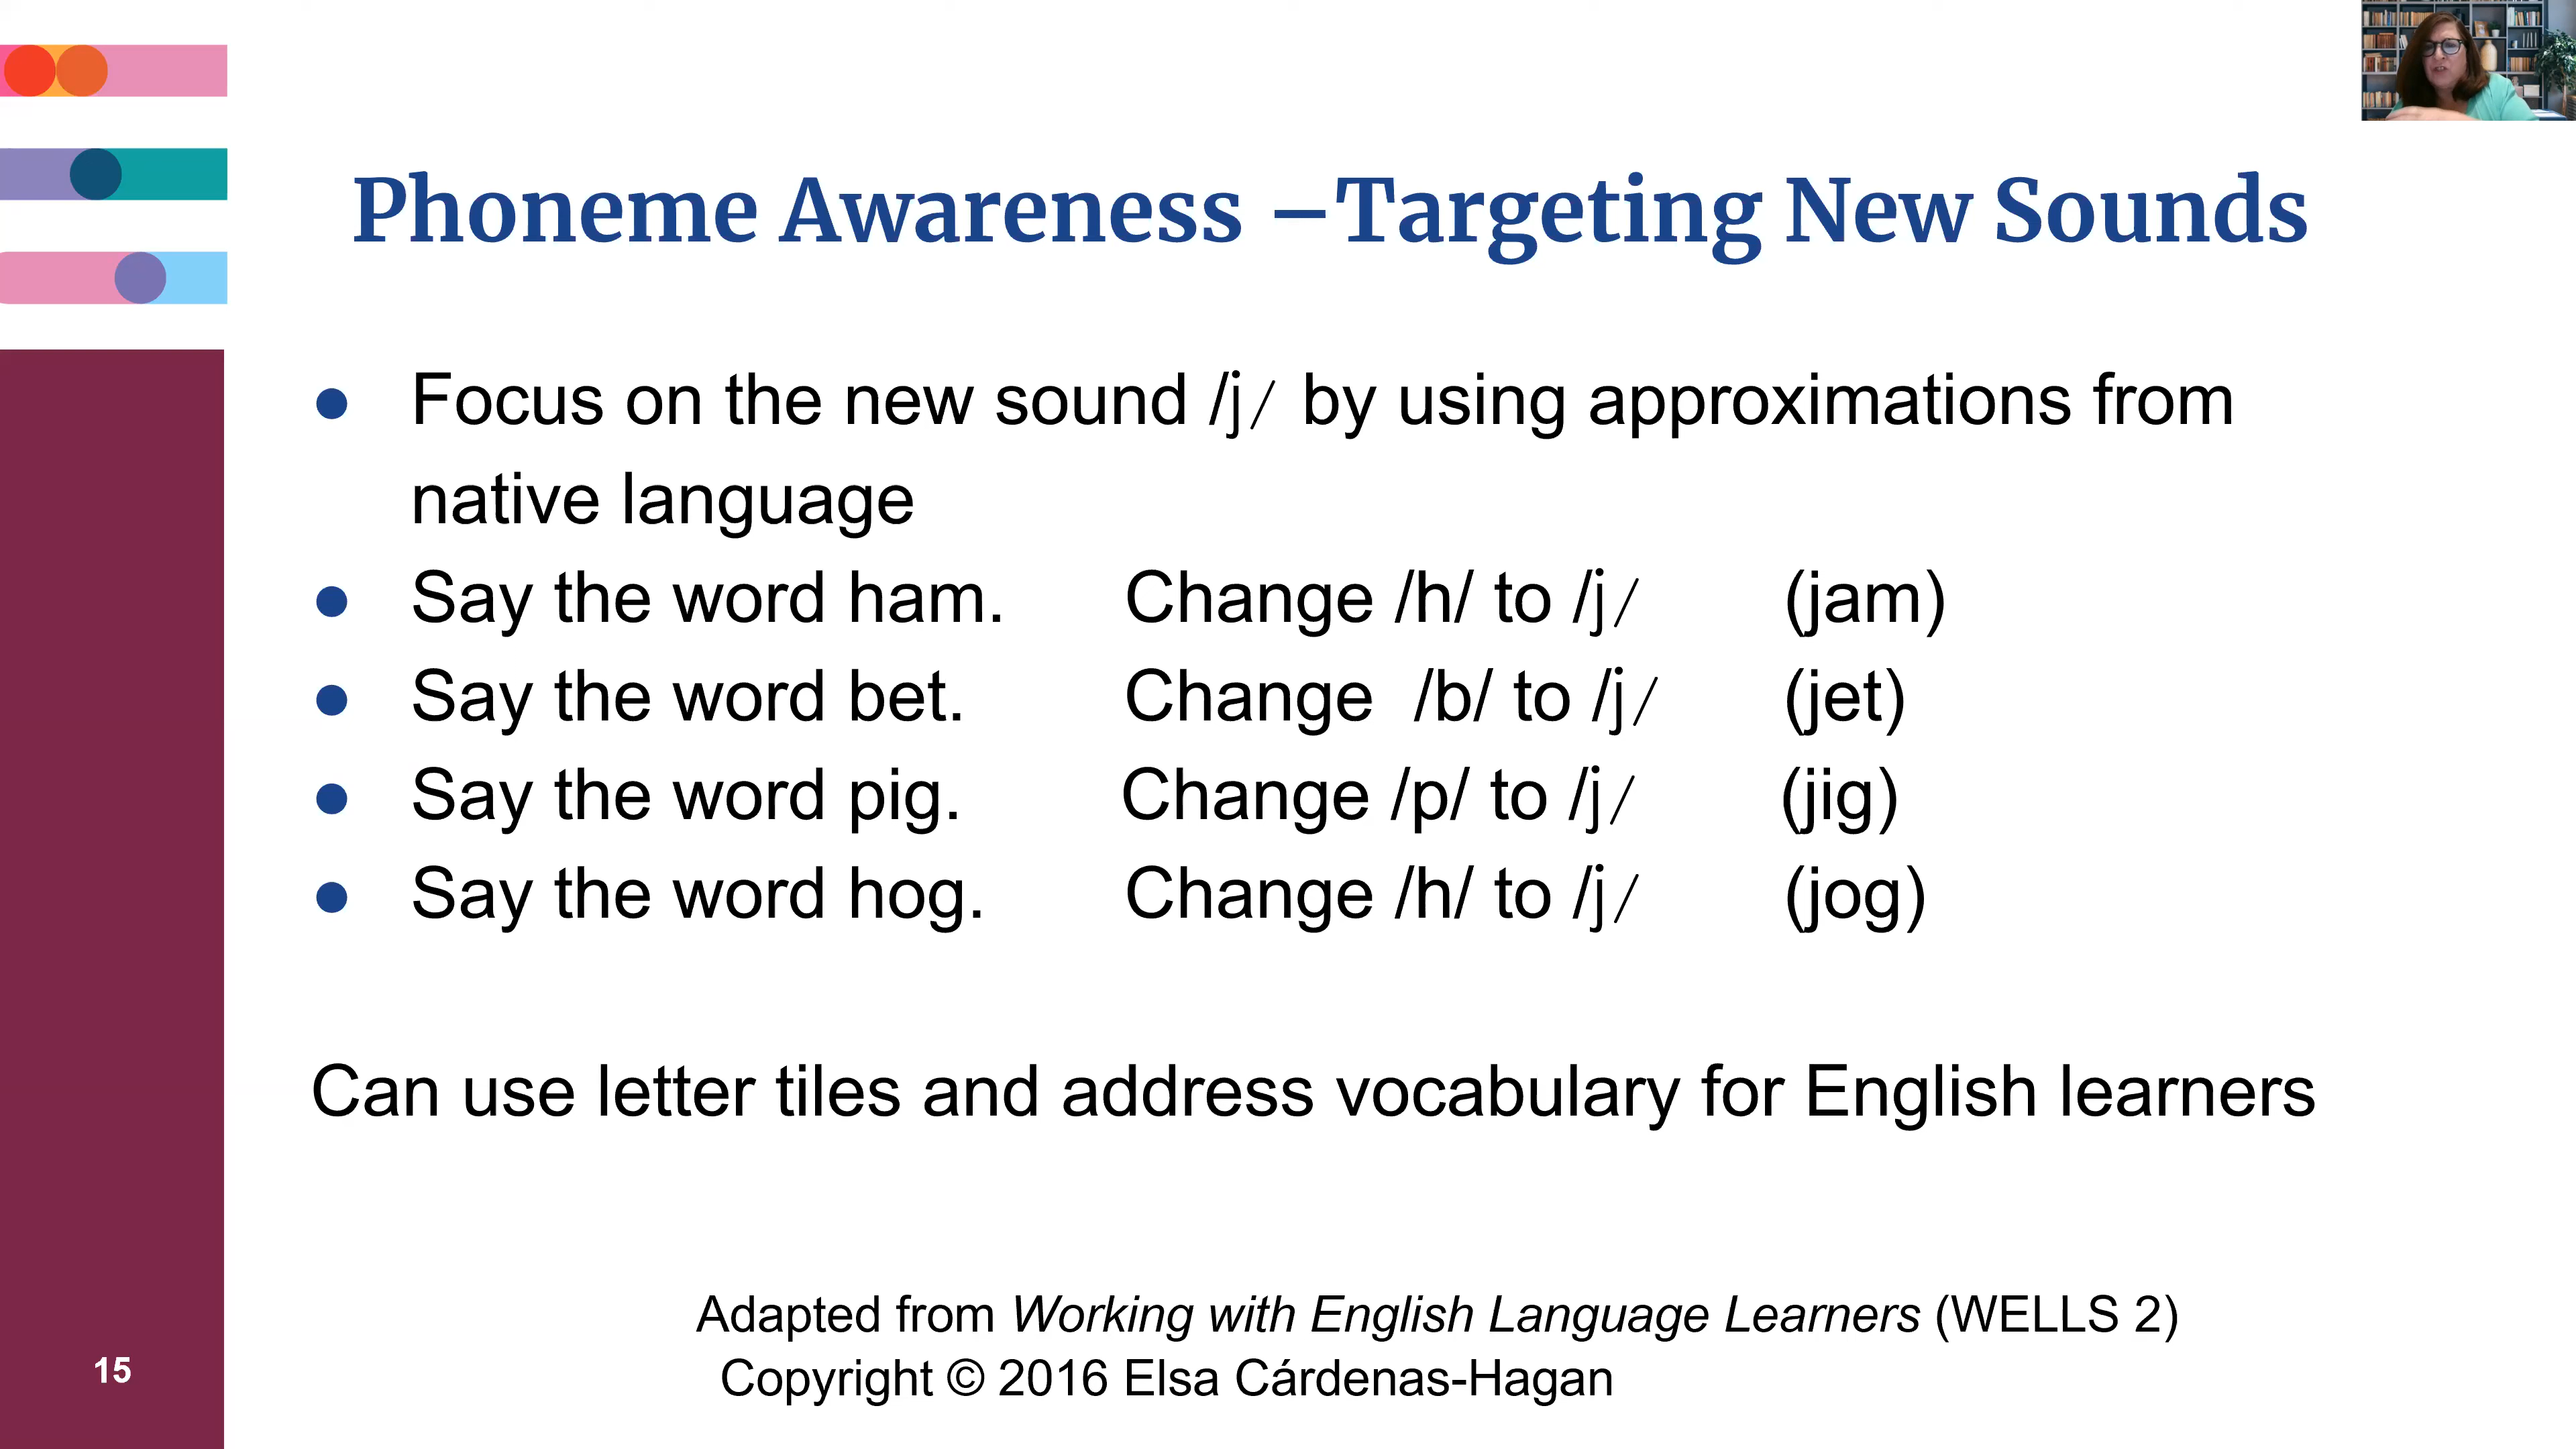 Phoneme Awareness –Targeting New Sounds
● Focus on the new sound /j/ by using approximations from
native language
● Say the word ham. Change /h/ to /j/ (jam)
● Say the word bet. Change /b/ to /j/ (jet)
● Say the word pig. Change /p/ to /j/ (jig)
● Say the word hog. Change /h/ to /j/ (jog)
Can use letter tiles and address vocabulary for English learners
Adapted from Working with English Language Learners (WELLS 2)
Copyright © 2016 Elsa Cárdenas-Hagan
15